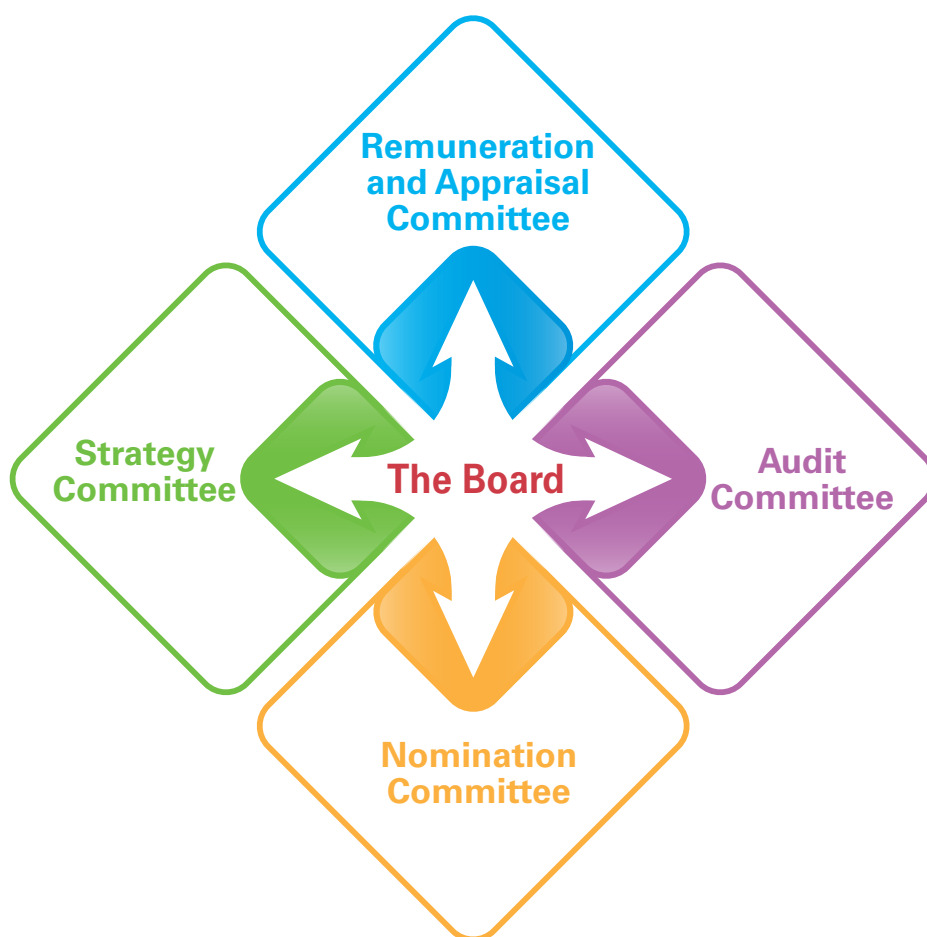 Remuneration
and Appraisal
Committee
Strategy
Committee
The Board
Audit
Committee
Nomination
Committee